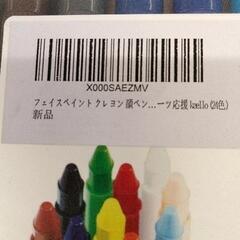 X000SAEZMV
フェイスペイント クレヨン 顔ペン...ーツ応援 kællo (24色)
新品